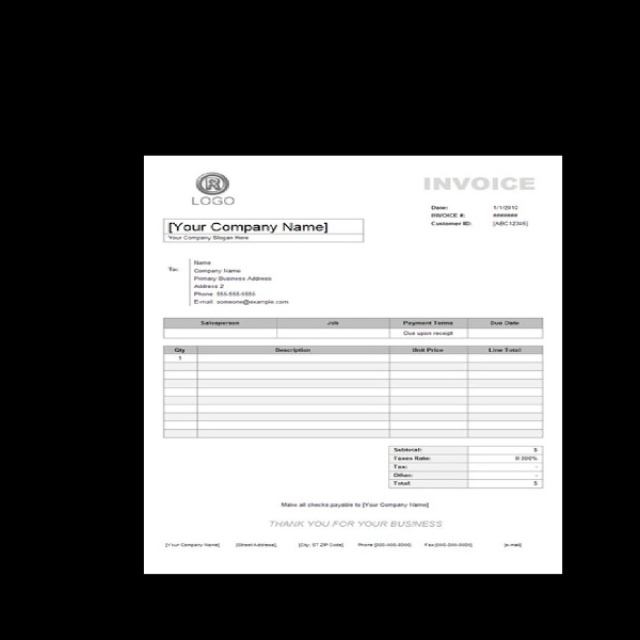 INVOICE
LOGO
Date: 1/1/2010
INVOICE #: #######
Customer ID: [ABC12345]
[Your Company Name]
Your Company Slogan Here
To: Name
Company Name
Primary Business Address
Address 2
Phone: 555-555-5555
E-mail: someone@example.com
Salesperson Job Payment Terms Due Date
Due upon receipt
Qty Description Unit Price Line Total
1
Subtotal: $
Taxes Rate:
Tax: -
Other: -
Total: $
Make all checks payable to [Your Company Name]
THANK YOU FOR YOUR BUSINESS
[Your Company Name] [Street Address], [City, ST ZIP Code] Phone [000-000-0000] Fax [000-000-0000] [e-mail]